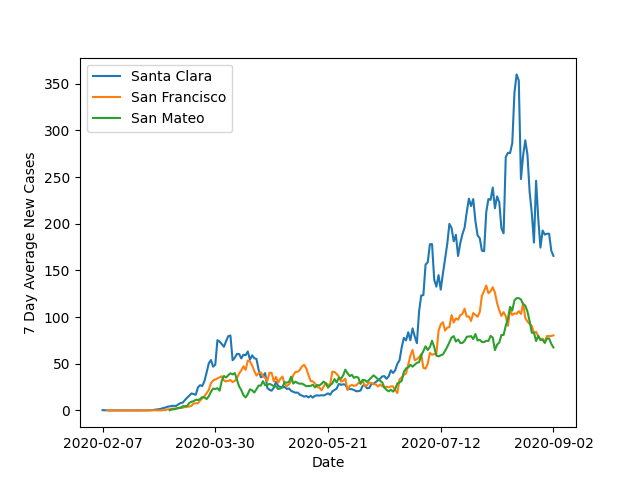 Santa Clara
San Francisco
San Mateo
350
300
250
200
150
100
50
0
7 Day Average New Cases
2020-02-07 2020-03-30 2020-05-21 2020-07-12 2020-09-02
Date